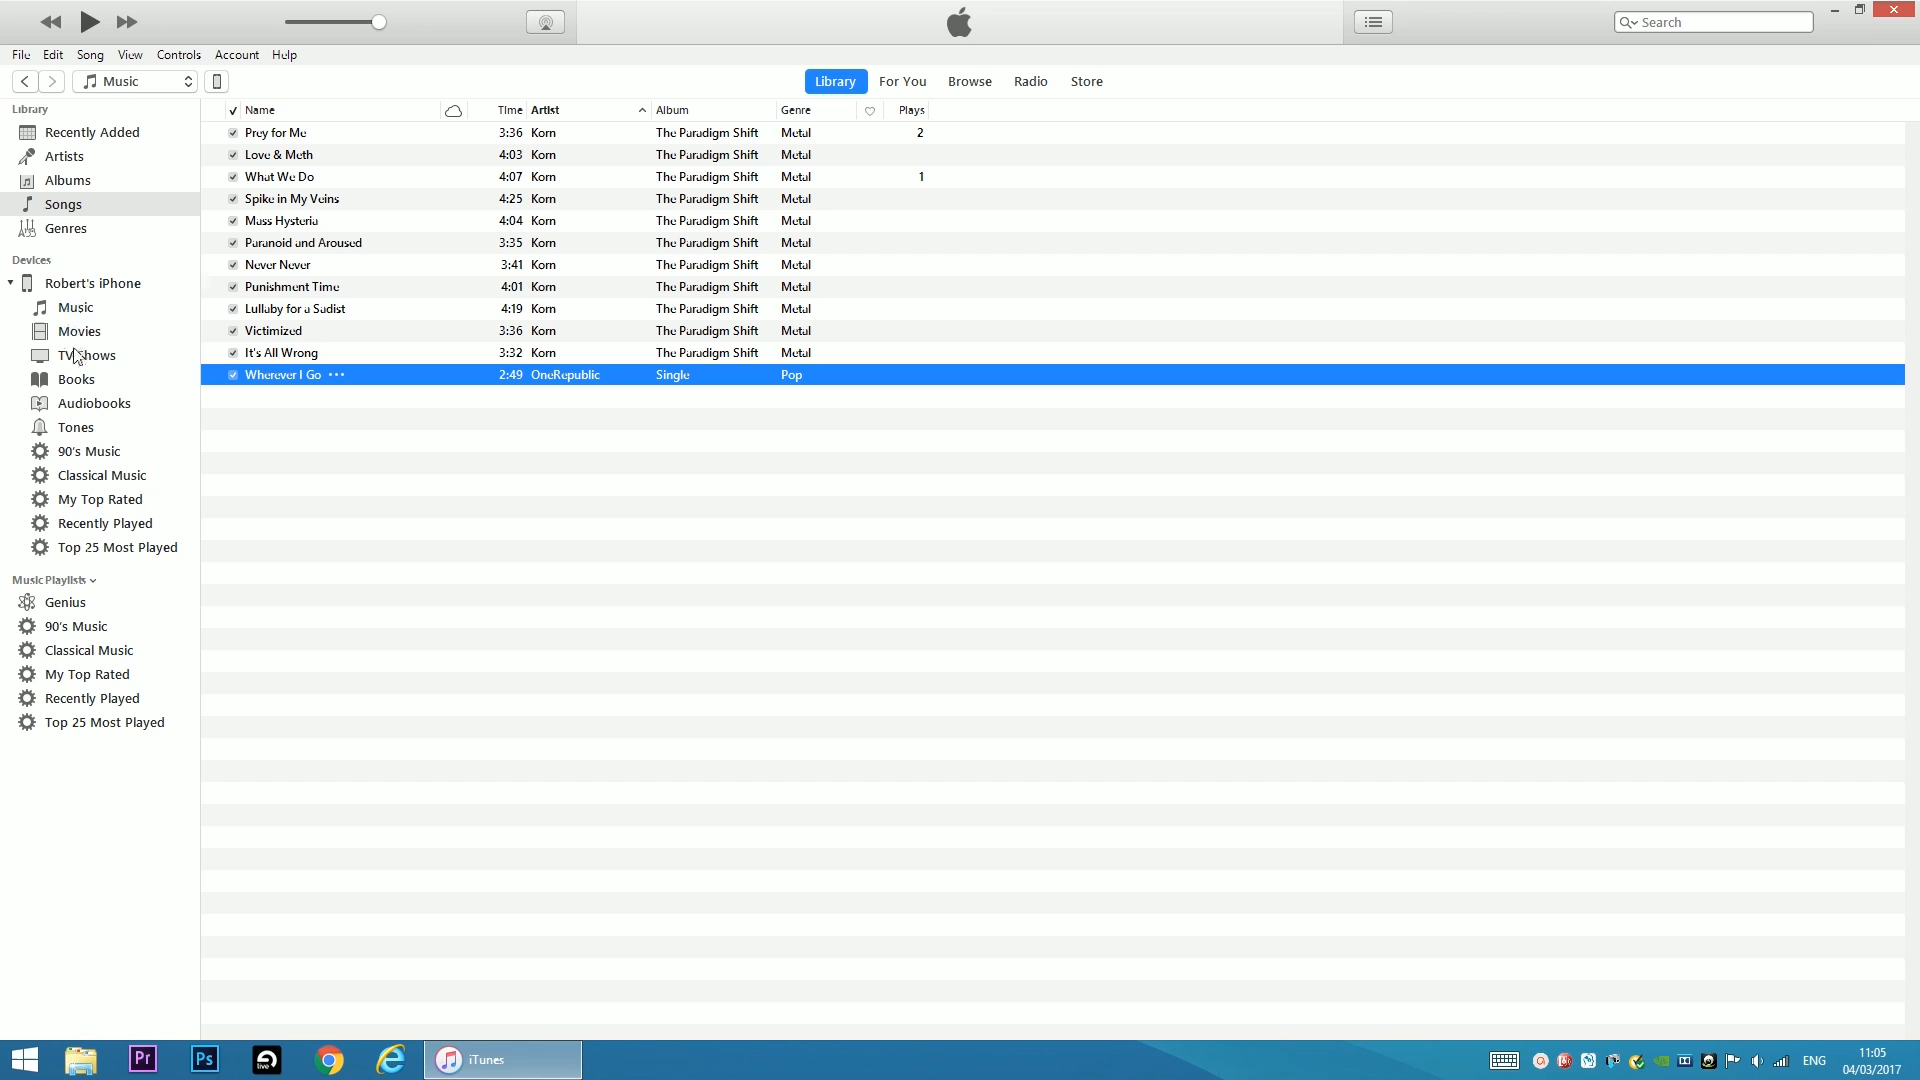 Search
File Edit Song View Controls Account Help
Music Library For You Browse Radio Store
Library
Recently Added
Artists
Albums
Songs
Genres
Devices
Robert's iPhone
Music
Movies
TV Shows
Books
Audiobooks
Tones
90's Music
Classical Music
My Top Rated
Recently Played
Top 25 Most Played
Music Playlists
Genius
90's Music
Classical Music
My Top Rated
Recently Played
Top 25 Most Played
Name Time Artist Album Genre Plays
Prey for Me 3:36 Korn The Paradigm Shift Metal 2
Love & Meth 4:03 Korn The Paradigm Shift Metal
What We Do 4:07 Korn The Paradigm Shift Metal 1
Spike in My Veins 4:25 Korn The Paradigm Shift Metal
Mass Hysteria 4:04 Korn The Paradigm Shift Metal
Paranoid and Aroused 3:35 Korn The Paradigm Shift Metal
Never Never 3:41 Korn The Paradigm Shift Metal
Punishment Time 4:01 Korn The Paradigm Shift Metal
Lullaby for a Sadist 4:19 Korn The Paradigm Shift Metal
Victimized 3:36 Korn The Paradigm Shift Metal
It's All Wrong 3:32 Korn The Paradigm Shift Metal
Wherever I Go ··· 2:49 OneRepublic Single Pop
Pr Ps live iTunes ENG 11:05
04/03/2017